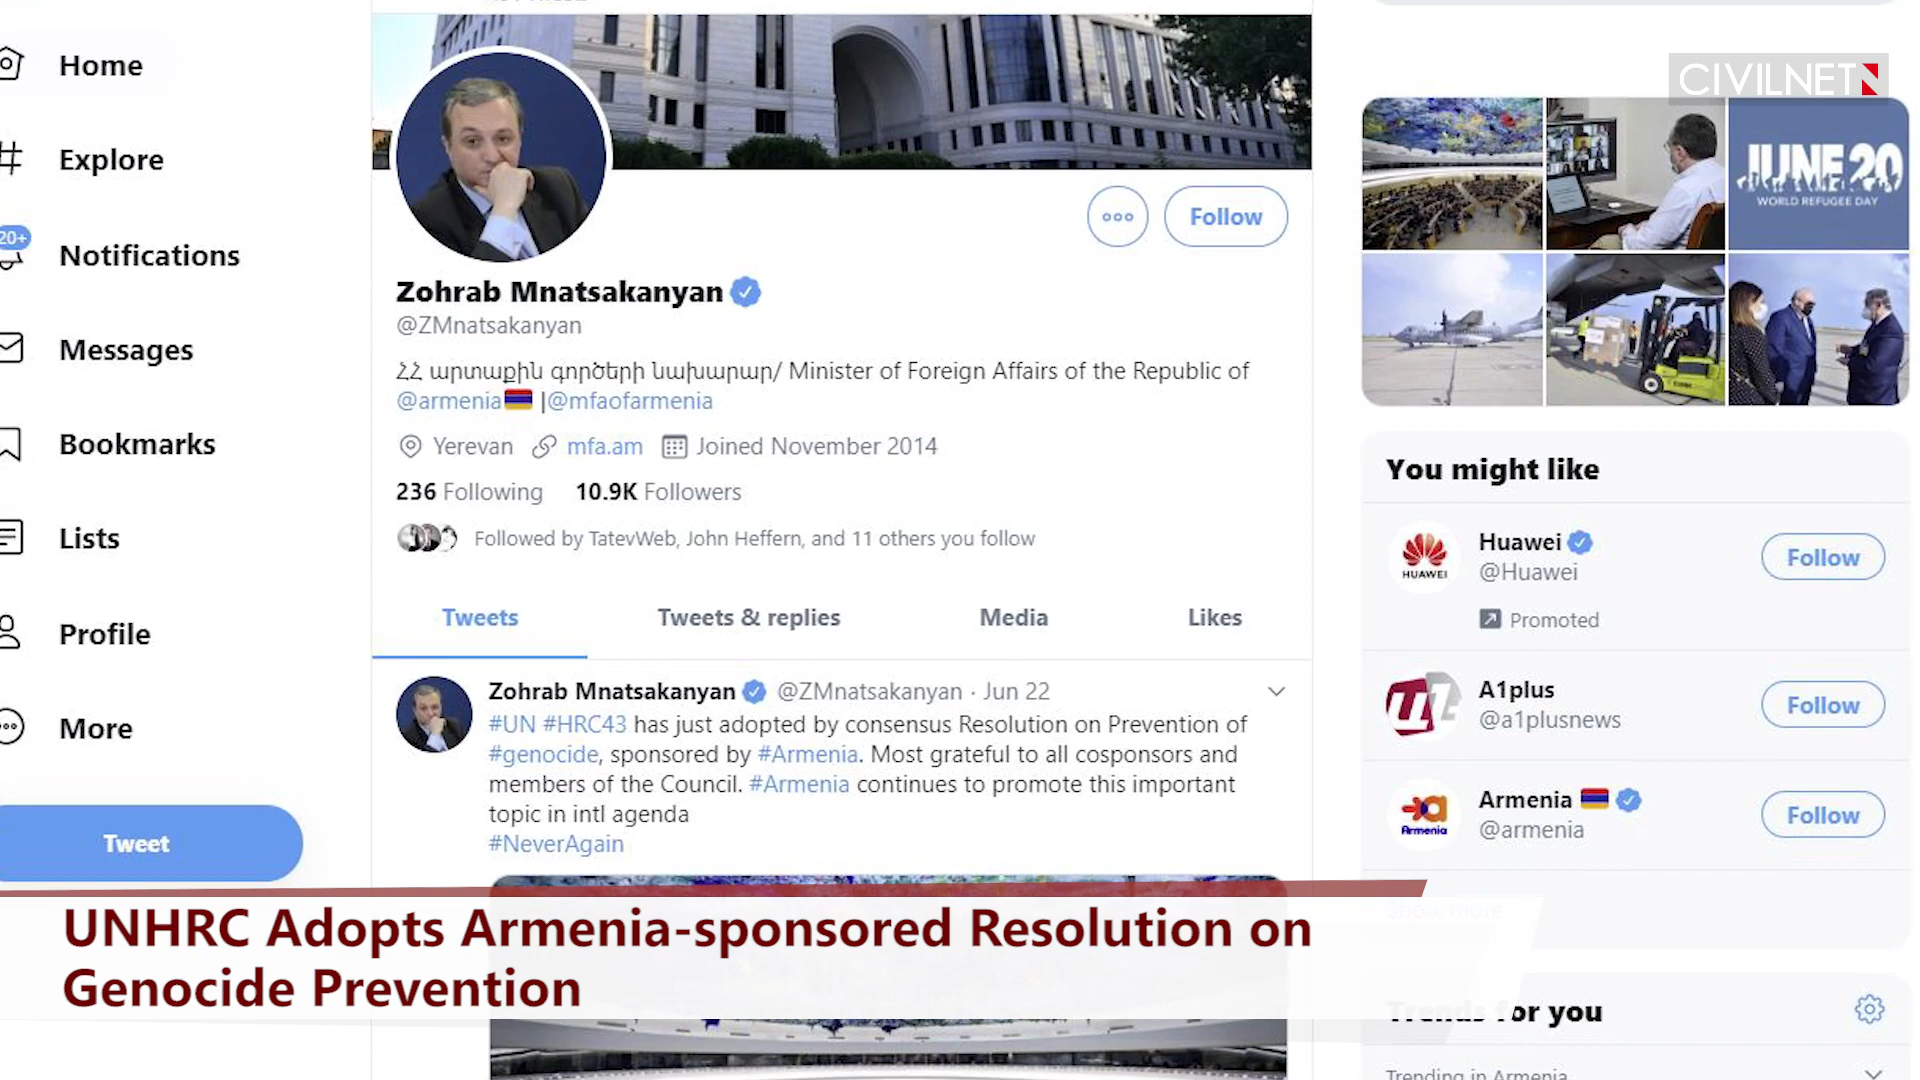 Home
Explore
20+
Notifications
Messages
Bookmarks
Lists
Profile
More
Tweet
Follow
Zohrab Mnatsakanyan
@ZMnatsakanyan
ՀՀ արտաքին գործերի նախարար/ Minister of Foreign Affairs of the Republic of
@armenia |@mfaofarmenia
Yerevan mfa.am Joined November 2014
236 Following 10.9K Followers
Followed by TatevWeb, John Heffern, and 11 others you follow
Tweets Tweets & replies Media Likes
Zohrab Mnatsakanyan @ZMnatsakanyan · Jun 22
#UN #HRC43 has just adopted by consensus Resolution on Prevention of
#genocide, sponsored by #Armenia. Most grateful to all cosponsors and
members of the Council. #Armenia continues to promote this important
topic in intl agenda
#NeverAgain
CIVILNET
JUNE 20
WORLD REFUGEE DAY
You might like
HUAWEI
Huawei
@Huawei
Follow
Promoted
A1plus
@a1plusnews
Follow
Armenia
Armenia
@armenia
Follow
Show more
Trends for you
Trending in Armenia
UNHRC Adopts Armenia-sponsored Resolution on
Genocide Prevention